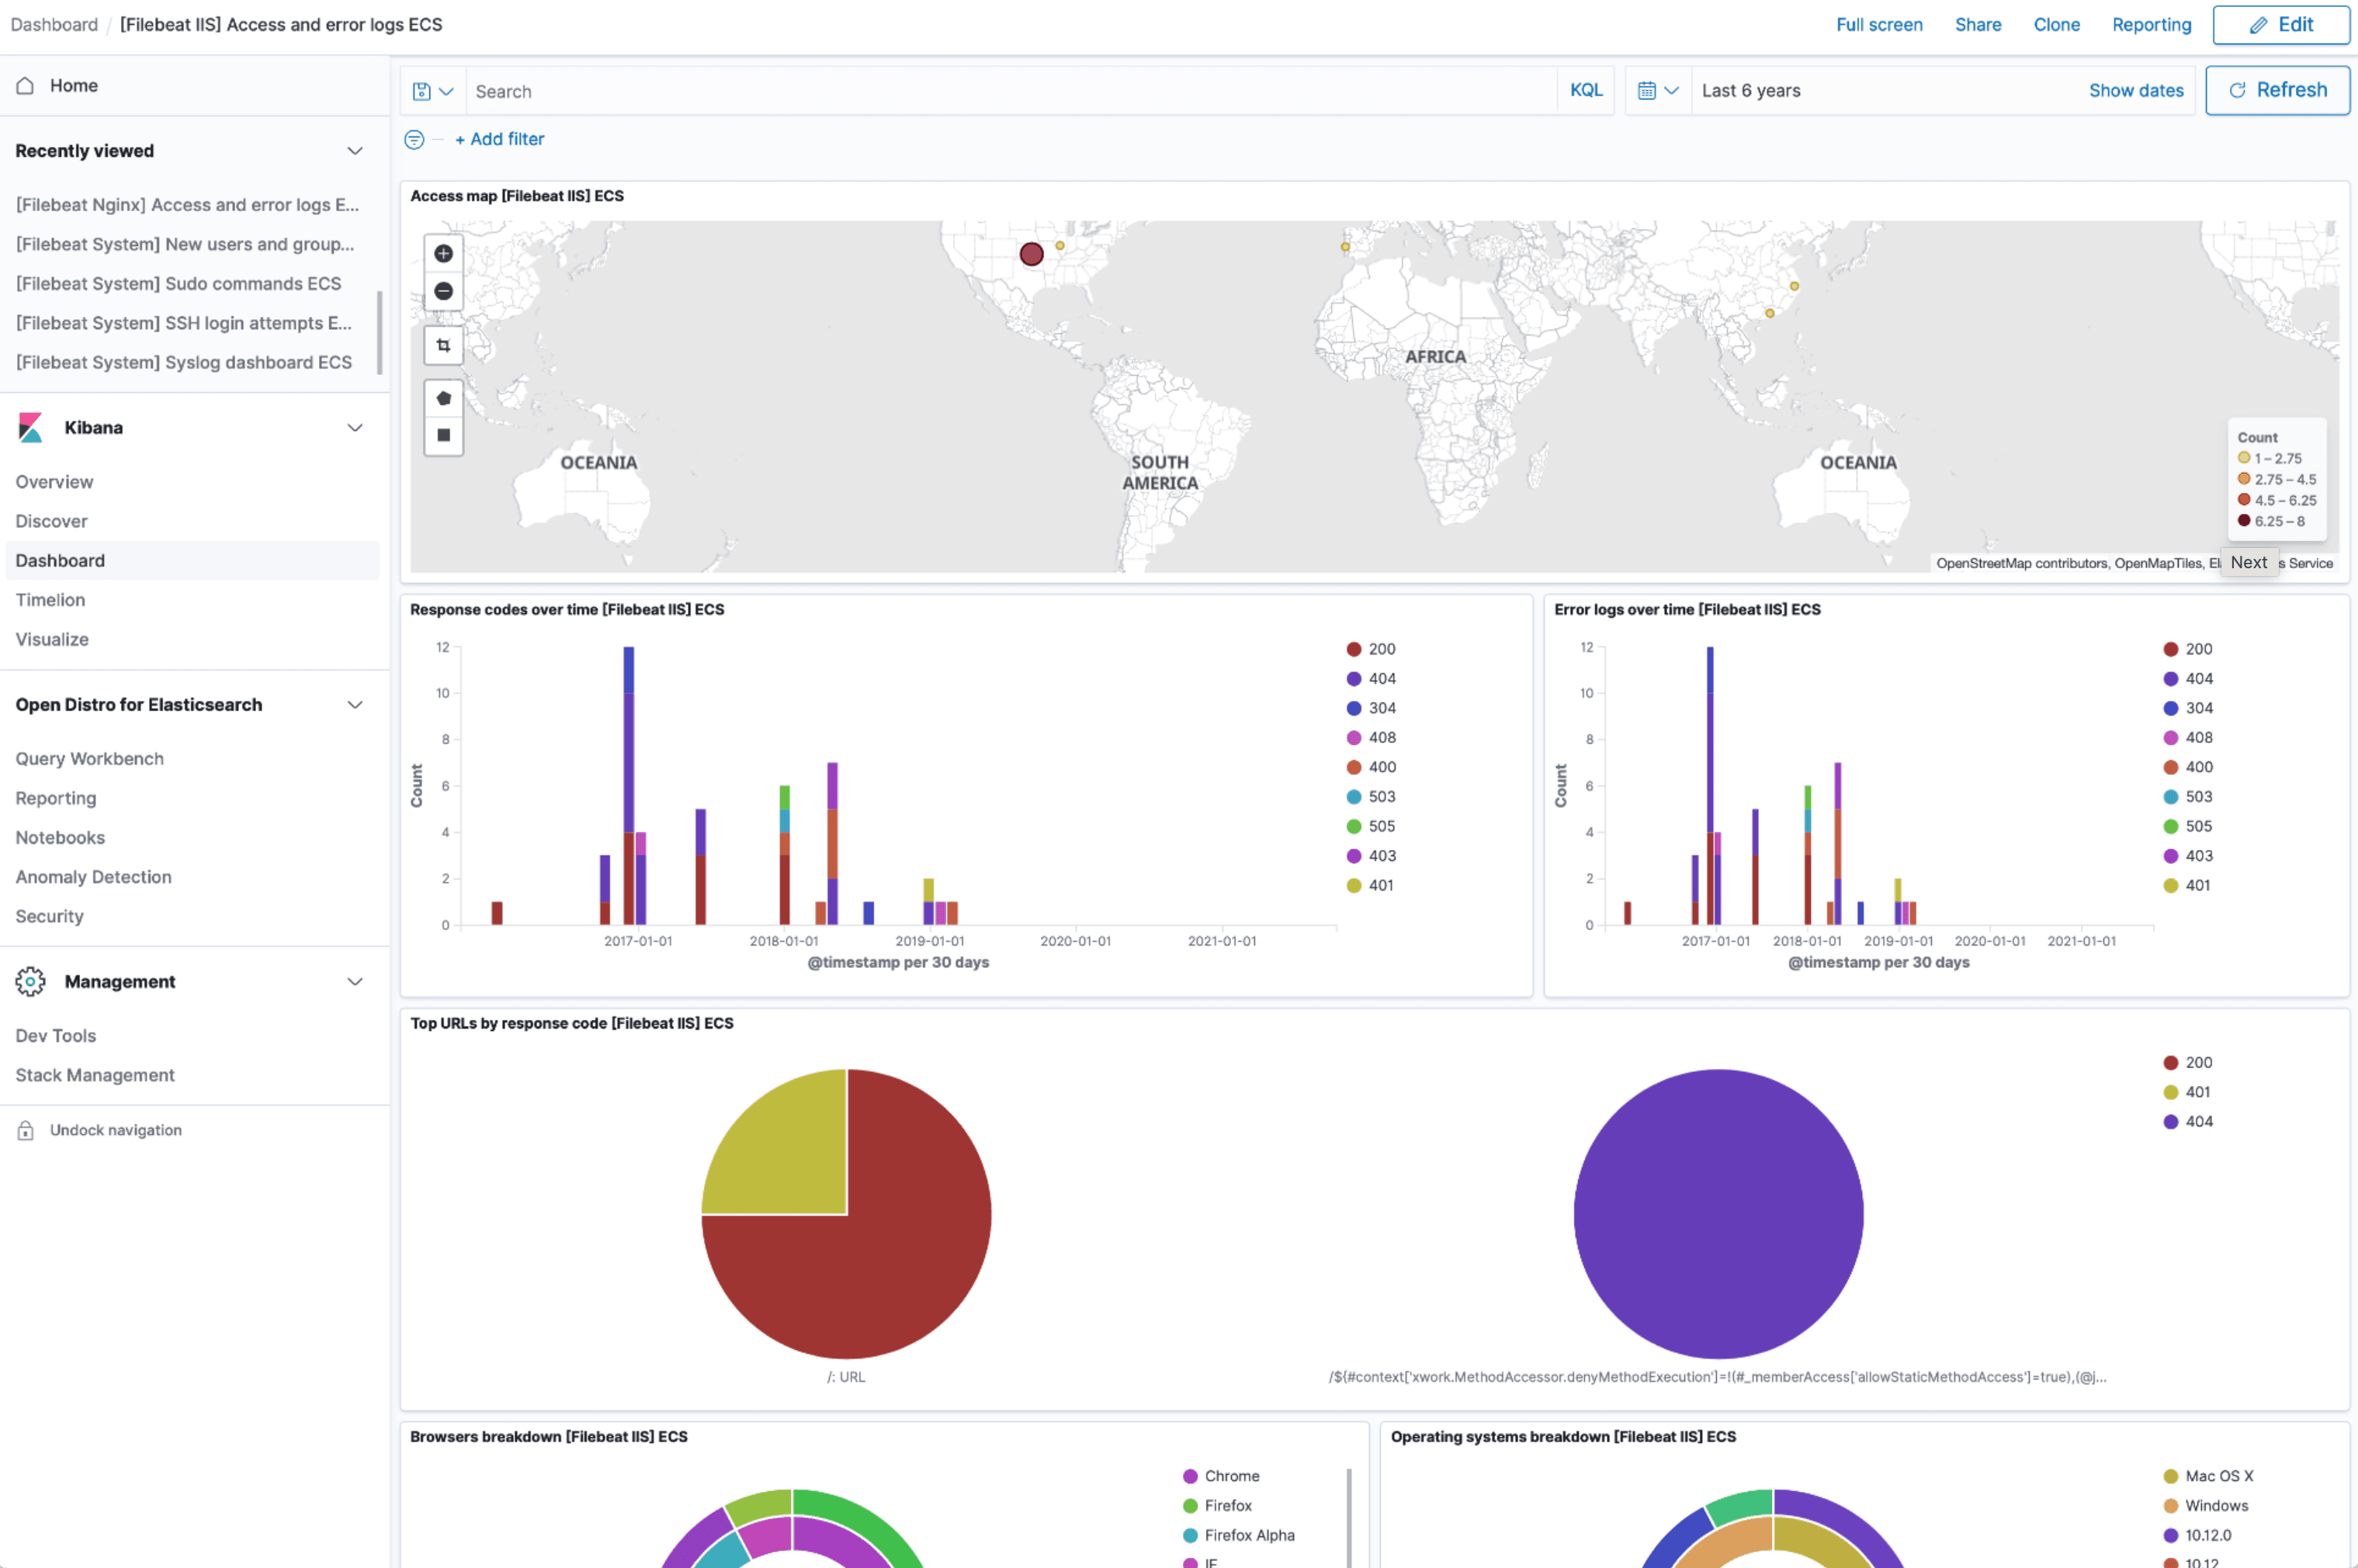 Dashboard / [Filebeat IIS] Access and error logs ECS
Full screen
Share
Clone
Reporting
Edit
Home
Recently viewed
[Filebeat Nginx] Access and error logs E...
[Filebeat System] New users and group...
[Filebeat System] Sudo commands ECS
[Filebeat System] SSH login attempts E...
[Filebeat System] Syslog dashboard ECS
Kibana
Overview
Discover
Dashboard
Timelion
Visualize
Open Distro for Elasticsearch
Query Workbench
Reporting
Notebooks
Anomaly Detection
Security
Management
Dev Tools
Stack Management
Undock navigation
Search
KQL
Last 6 years
Show dates
Refresh
+ Add filter
Access map [Filebeat IIS] ECS
AFRICA
OCEANIA
SOUTH
AMERICA
OCEANIA
Count
1 – 2.75
2.75 – 4.5
4.5 – 6.25
6.25 – 8
OpenStreetMap contributors, OpenMapTiles, El
Next
s Service
Response codes over time [Filebeat IIS] ECS
12
10
8
6
4
2
0
Count
2017-01-01
2018-01-01
2019-01-01
2020-01-01
2021-01-01
@timestamp per 30 days
200
404
304
408
400
503
505
403
401
Error logs over time [Filebeat IIS] ECS
12
10
8
6
4
2
0
Count
2017-01-01
2018-01-01
2019-01-01
2020-01-01
2021-01-01
@timestamp per 30 days
200
404
304
408
400
503
505
403
401
Top URLs by response code [Filebeat IIS] ECS
/: URL
/${#context['xwork.MethodAccessor.denyMethodExecution']=!(#_memberAccess['allowStaticMethodAccess']=true),(@j...
200
401
404
Browsers breakdown [Filebeat IIS] ECS
Chrome
Firefox
Firefox Alpha
IE
Operating systems breakdown [Filebeat IIS] ECS
Mac OS X
Windows
10.12.0
10.12